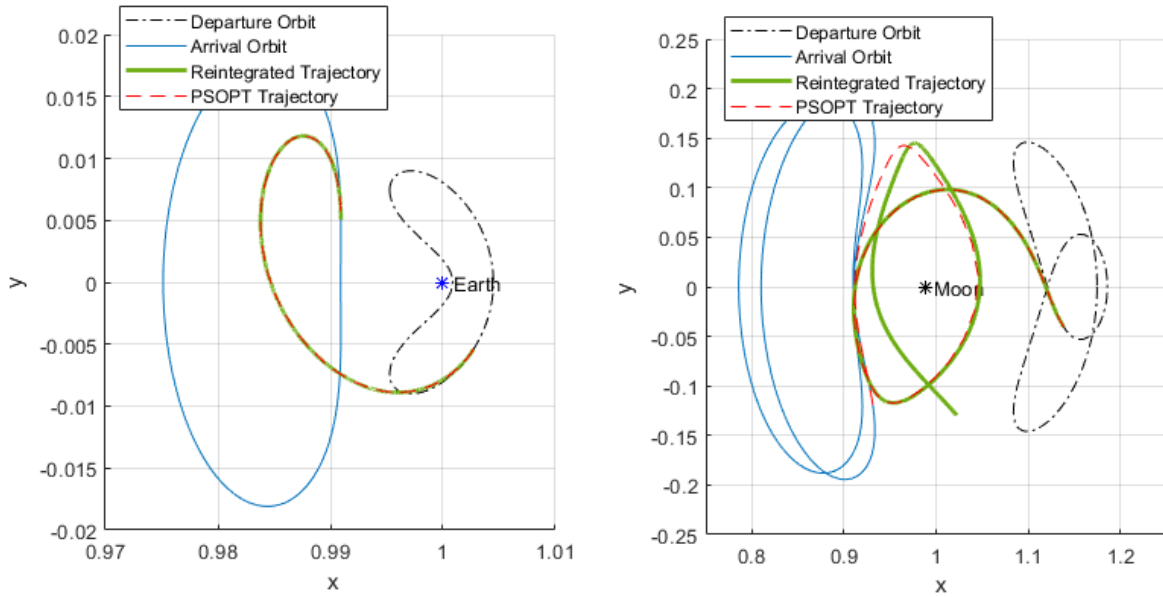 Departure Orbit
Arrival Orbit
Reintegrated Trajectory
PSOPT Trajectory
0.02
0.015
0.01
0.005
0
-0.005
-0.01
-0.015
-0.02
y
Earth
0.97
0.98
0.99
1
1.01
x
Departure Orbit
Arrival Orbit
Reintegrated Trajectory
PSOPT Trajectory
0.25
0.2
0.15
0.1
0.05
0
-0.05
-0.1
-0.15
-0.2
-0.25
y
Moon
0.8
0.9
1
1.1
1.2
x